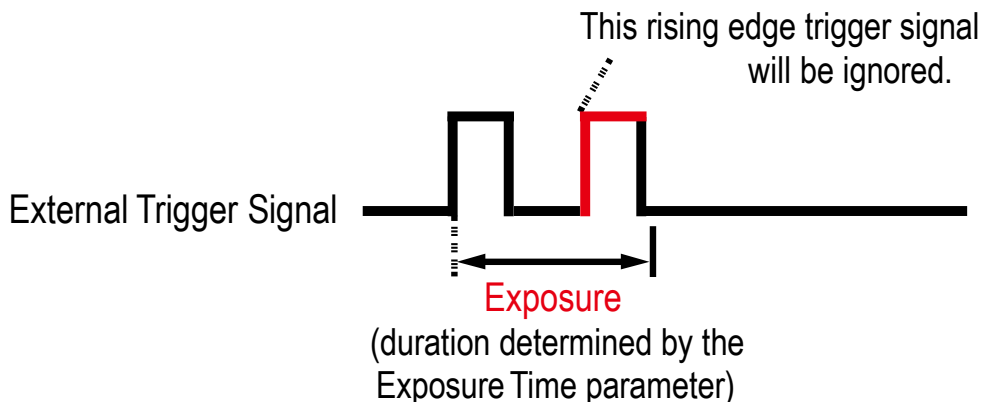 This rising edge trigger signal
will be ignored.
External Trigger Signal
Exposure
(duration determined by the
Exposure Time parameter)